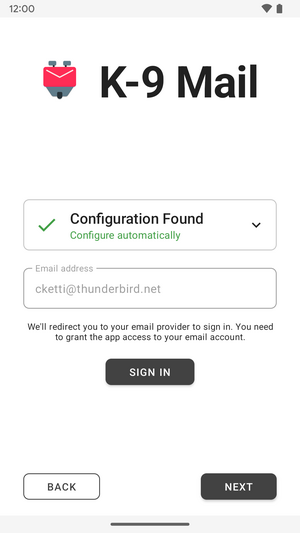 12:00
K-9 Mail
Configuration Found
Configure automatically
Email address
cketti@thunderbird.net
We'll redirect you to your email provider to sign in. You need
to grant the app access to your email account.
SIGN IN
BACK
NEXT